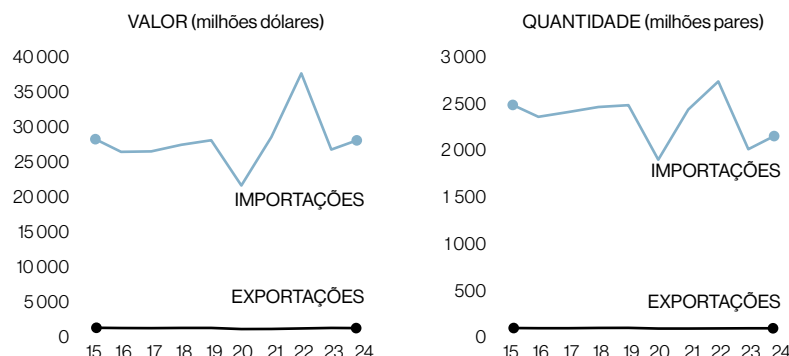 VALOR (milhões dólares)
40 000
35 000
30 000
25 000
20 000
15 000
10 000
5 000
0
IMPORTAÇÕES
EXPORTAÇÕES
15 16 17 18 19 20 21 22 23 24
QUANTIDADE (milhões pares)
3 000
2 500
2 000
1 500
1 000
500
0
IMPORTAÇÕES
EXPORTAÇÕES
15 16 17 18 19 20 21 22 23 24